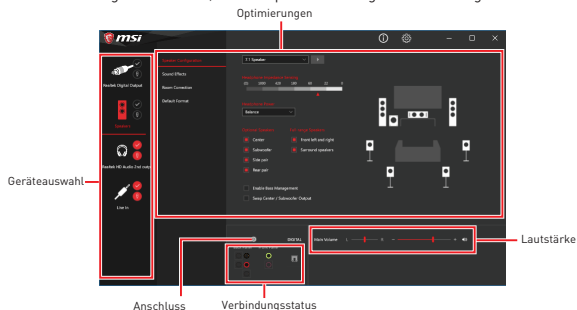 Optimierungen
msi
Speaker Configuration
7.1 Speaker
Sound Effects
Room Correction
Default Format
Realtek Digital Output
Speakers
Realtek HD Audio 2nd output
Line In
Balance
Center
Front left and right
Subwoofer
Surround speakers
Side pair
Rear pair
Enable Bass Management
Swap Center / Subwoofer Output
Geräteauswahl
DIGITAL
Main Volume
L
R
Lautstärke
Anschluss
Verbindungsstatus